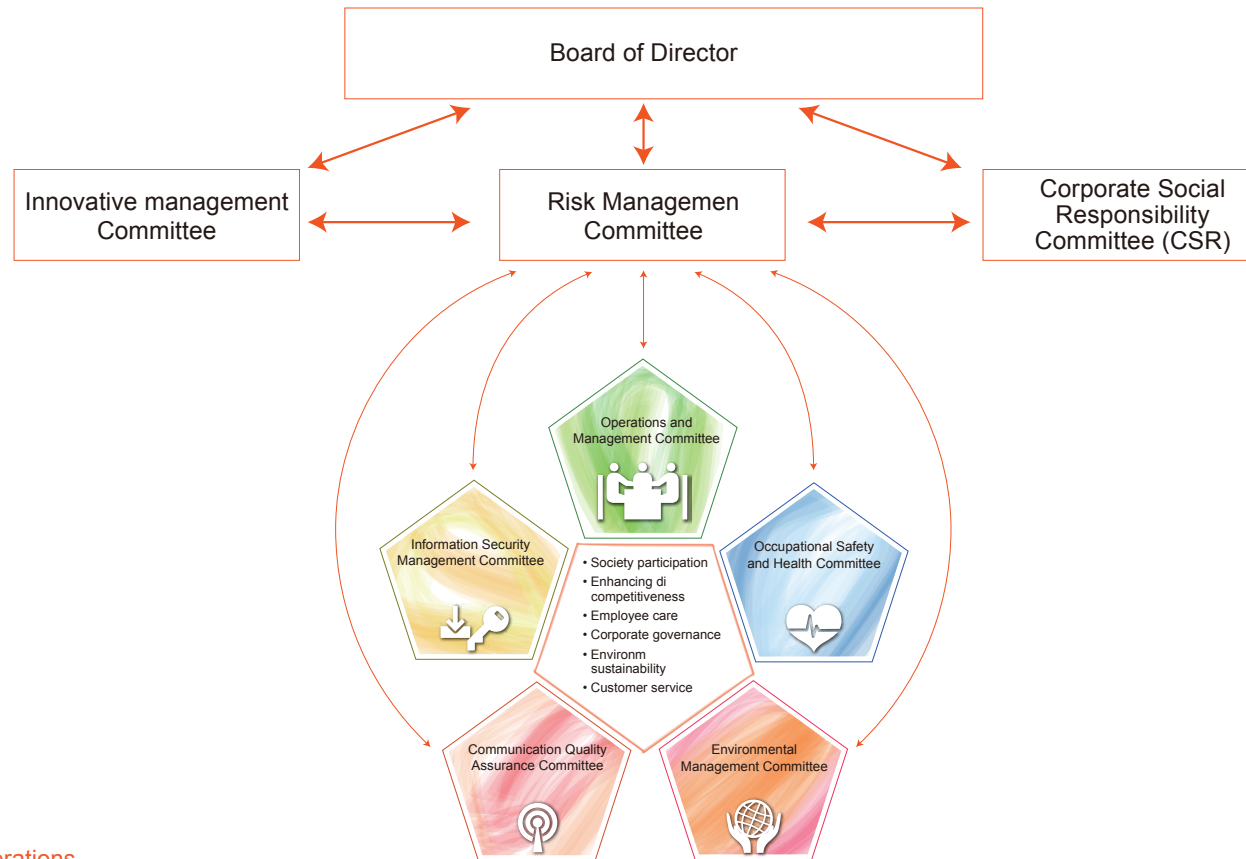 Board of Director
Innovative management
Committee
Risk Managemen
Committee
Corporate Social
Responsibility
Committee (CSR)
Operations and
Management Committee
Information Security
Management Committee
Occupational Safety
and Health Committee
• Society participation
• Enhancing di
competitiveness
• Employee care
• Corporate governance
• Environm
sustainability
• Customer service
Communication Quality
Assurance Committee
Environmental
Management Committee